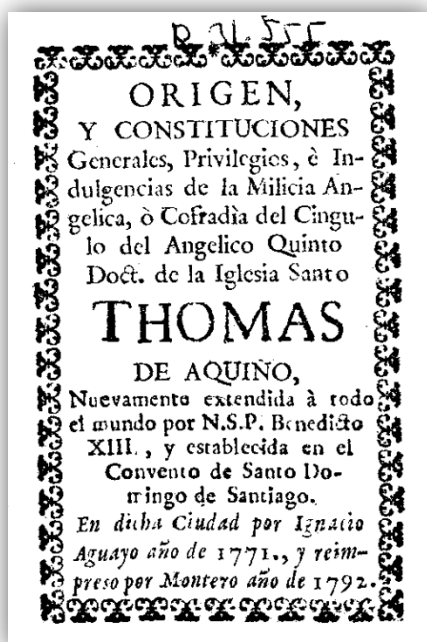 R. 31.555
ORIGEN,
Y CONSTITUCIONES
Generales, Privilegios, è In-
dulgencias de la Milicia An-
gelica, ò Cofradìa del Cingu-
lo del Angelico Quinto
Doct. de la Iglesia Santo
THOMAS
DE AQUIÑO,
Nuevamente extendida à todo
el mundo por N.S.P. Benedicto
XIII., y establecida en el
Convento de Santo Do-
mingo de Santiago.
En dicha Ciudad por Ignacio
Aguayo año de 1771., y reim-
preso por Montero año de 1792.